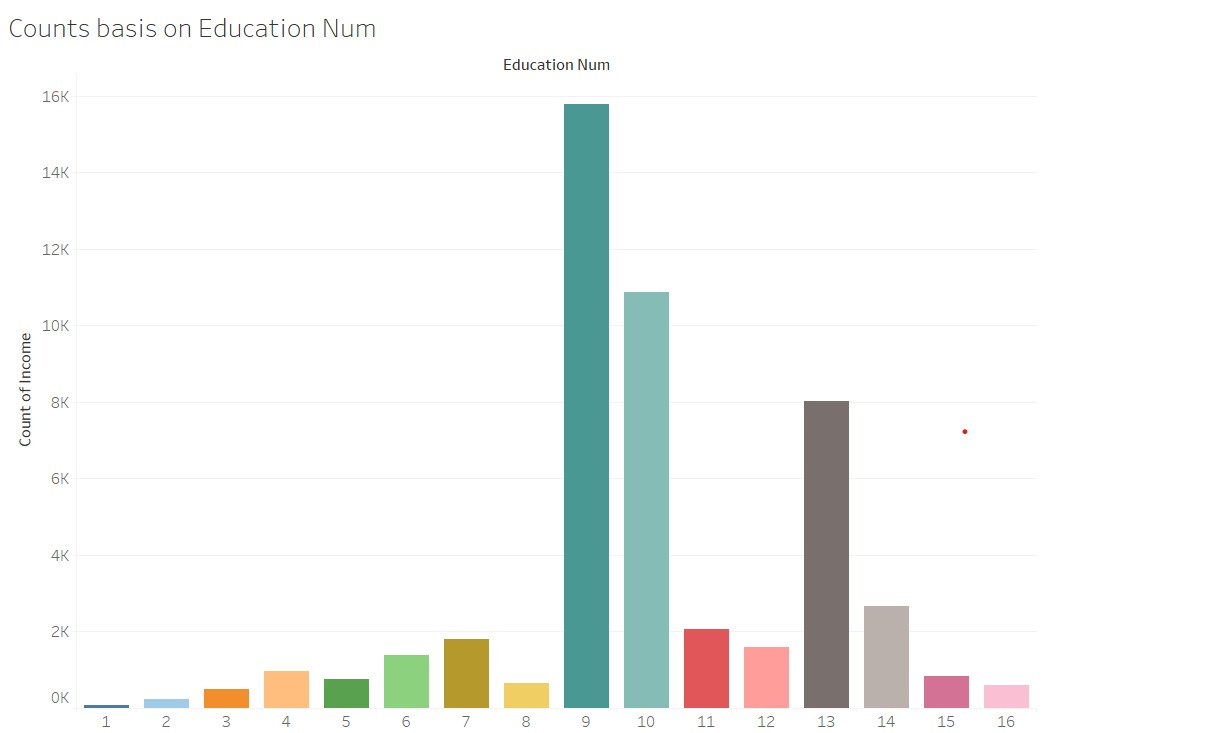 Counts basis on Education Num
Education Num
16K
14K
12K
10K
8K
6K
4K
2K
0K
Count of Income
1 2 3 4 5 6 7 8 9 10 11 12 13 14 15 16